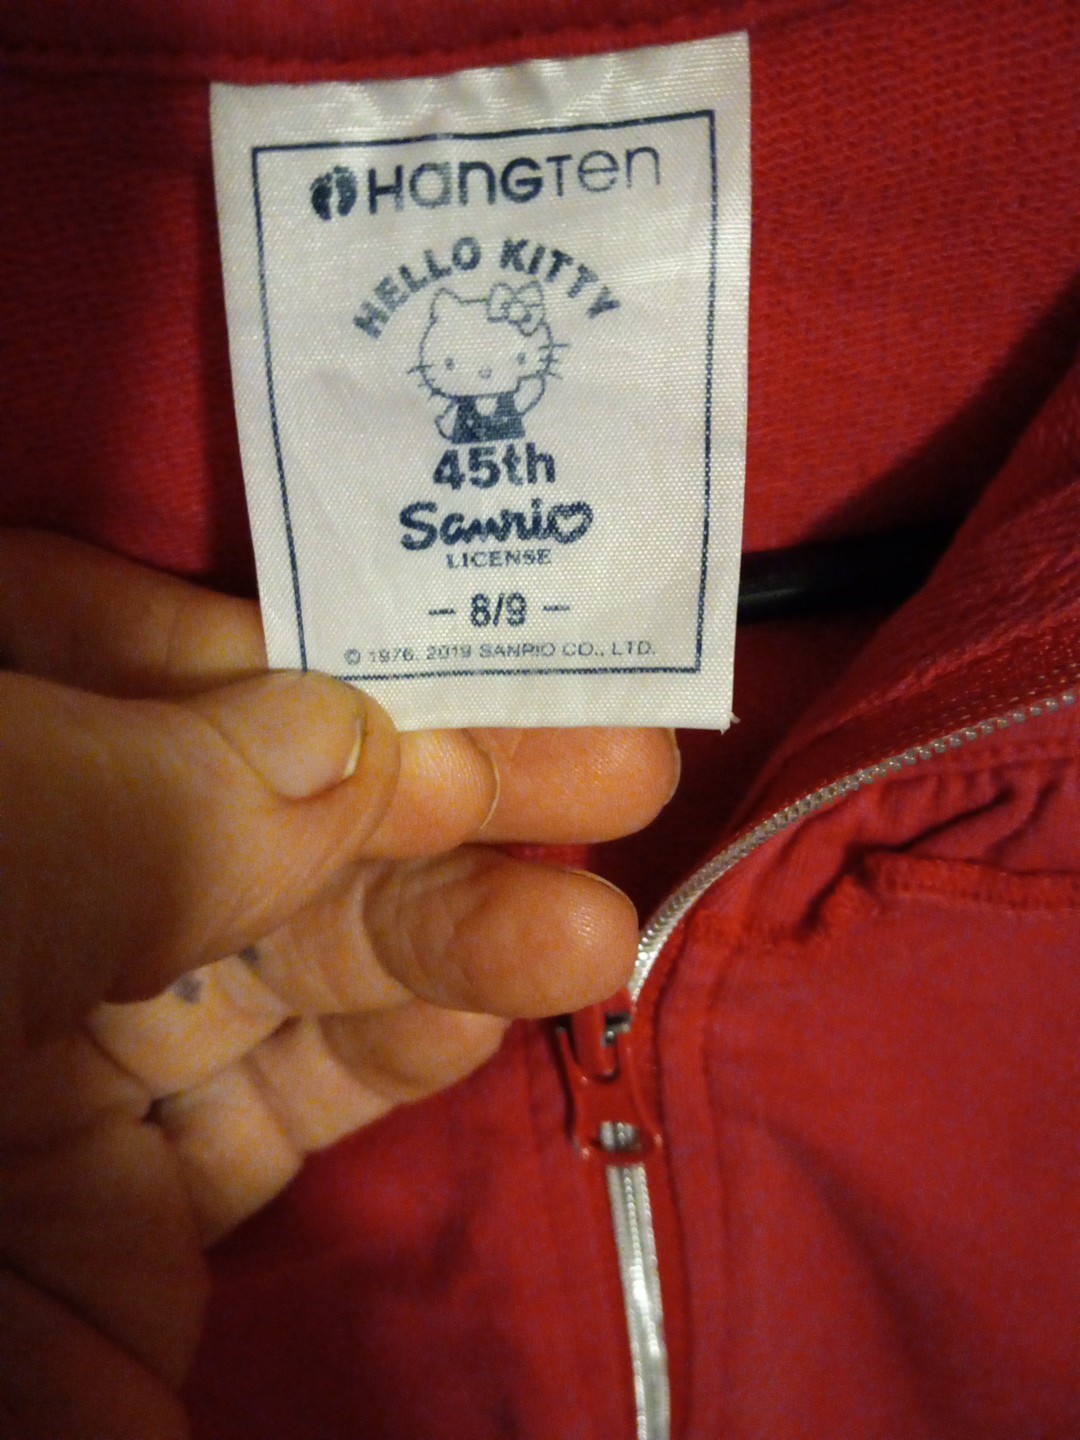 HANGTEN
HELLO KITTY
45th
Sanrio
LICENSE
- 8/9 -
© 1976, 2019 SANRIO CO., LTD.